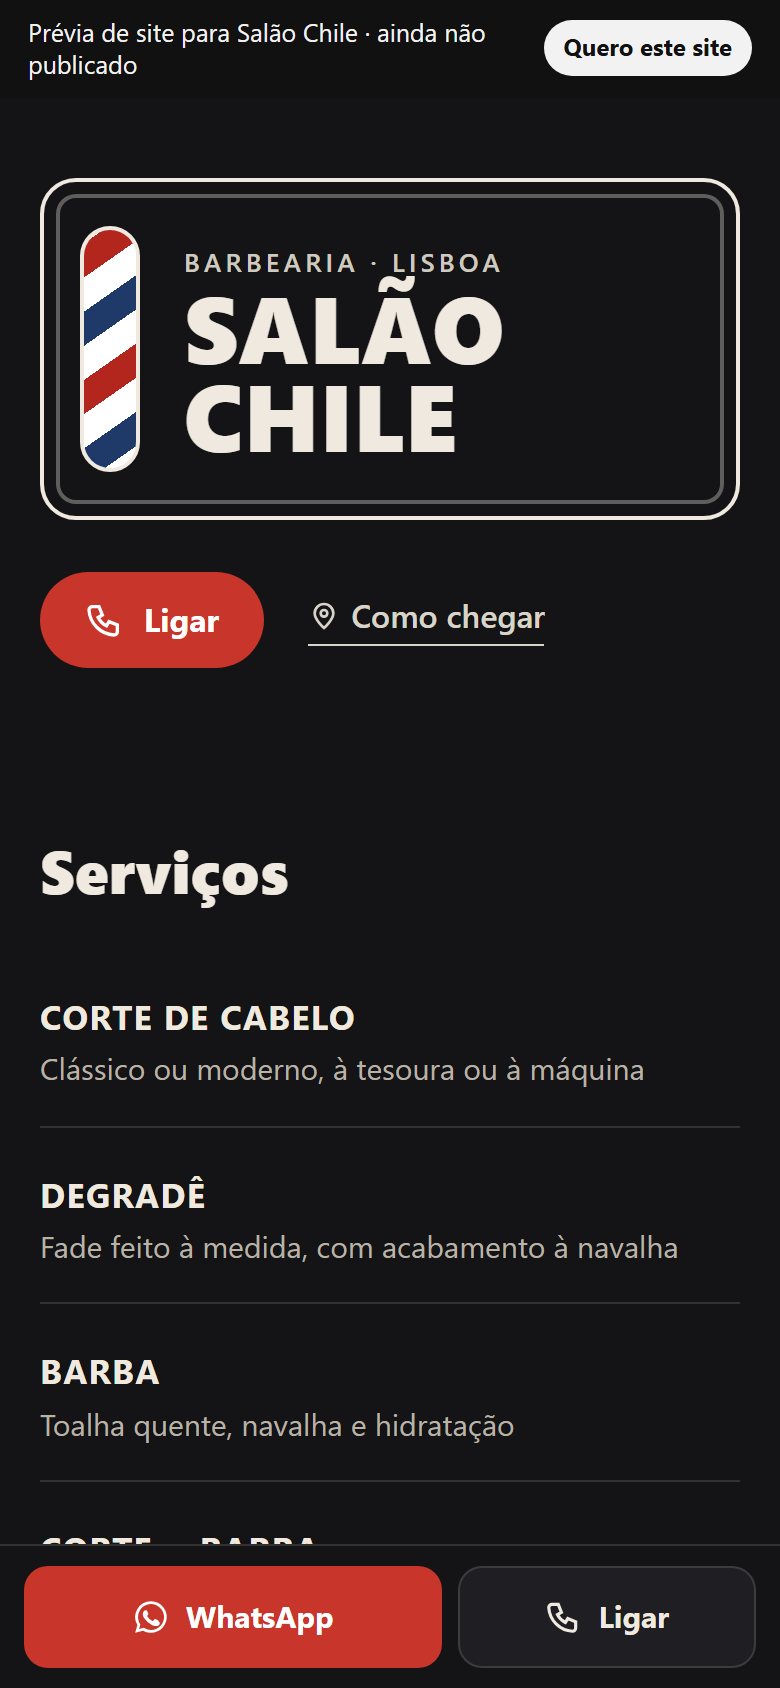 Prévia de site para Salão Chile · ainda não
publicado
Quero este site
BARBEARIA · LISBOA
SALÃO
CHILE
Ligar
Como chegar
Serviços
CORTE DE CABELO
Clássico ou moderno, à tesoura ou à máquina
DEGRADÊ
Fade feito à medida, com acabamento à navalha
BARBA
Toalha quente, navalha e hidratação
WhatsApp
Ligar